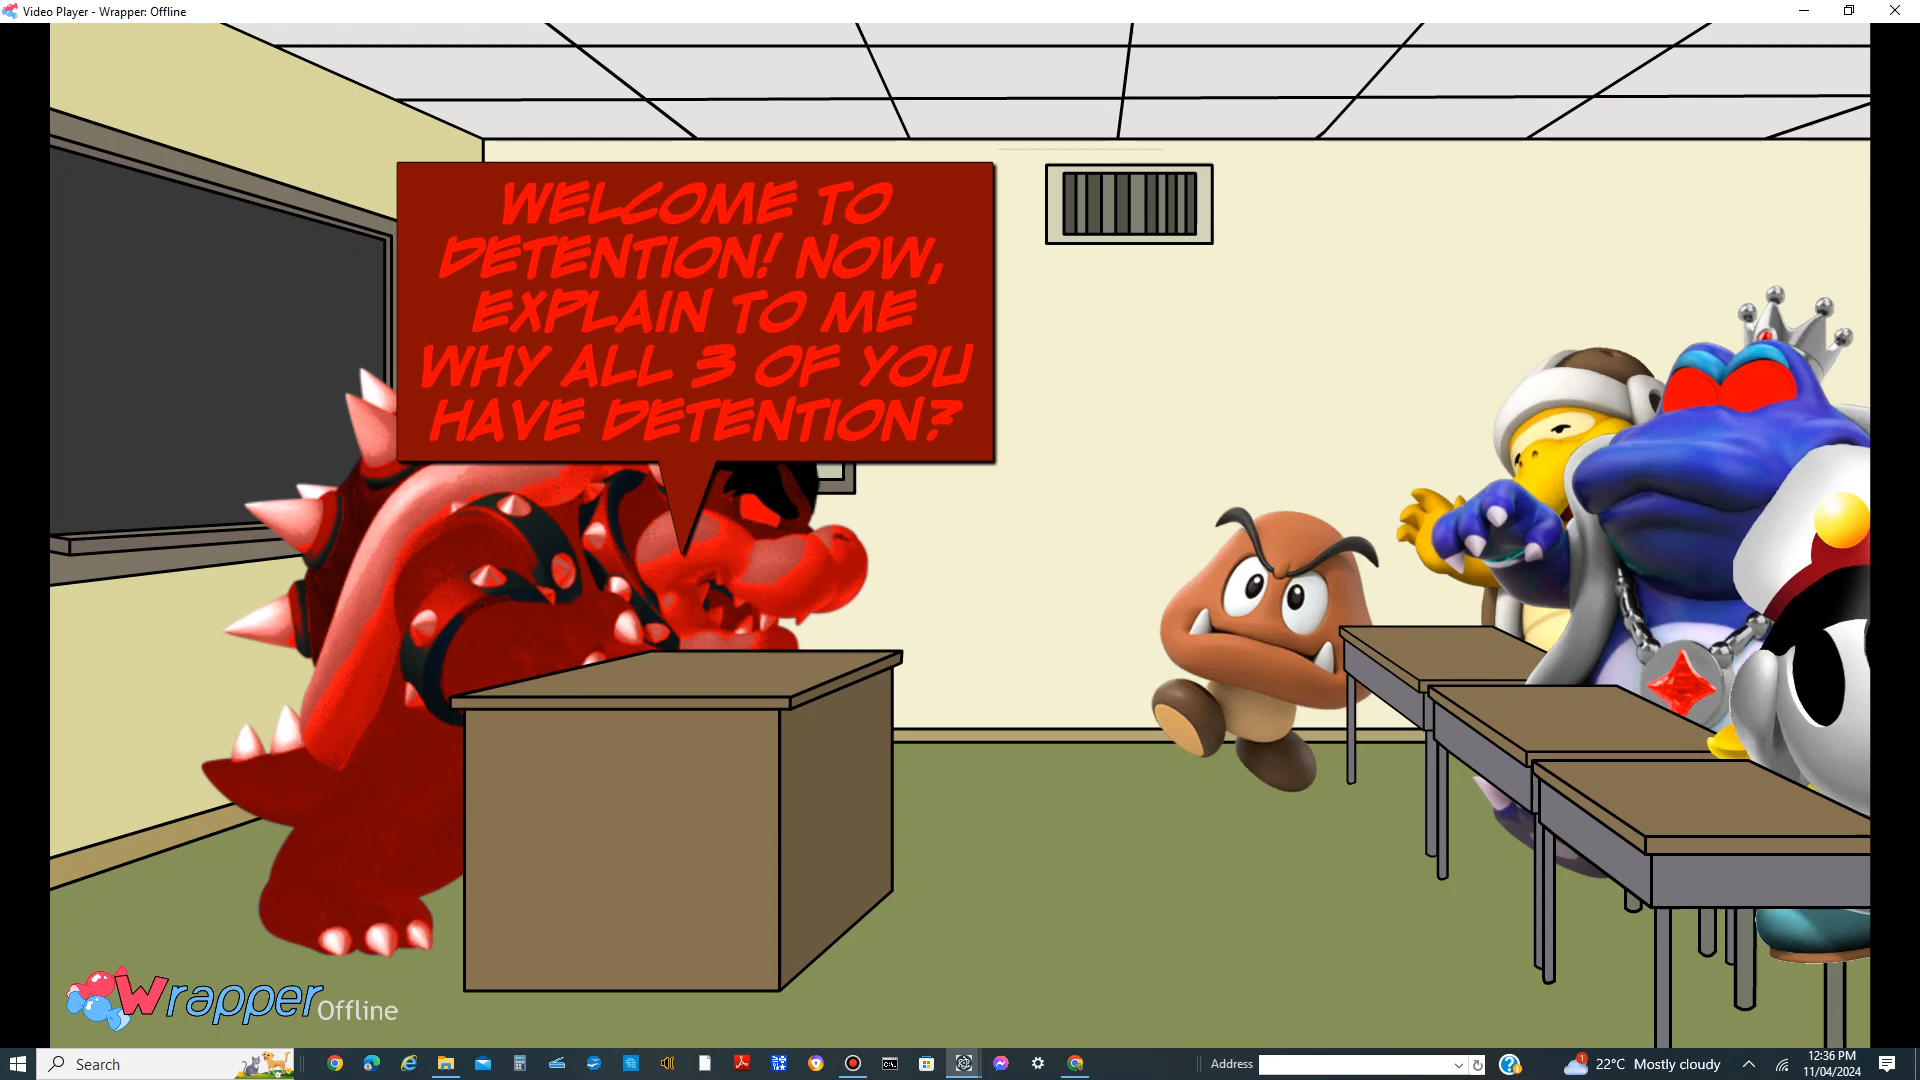 Video Player - Wrapper: Offline
WELCOME TO
DETENTION! NOW,
EXPLAIN TO ME
WHY ALL 3 OF YOU
HAVE DETENTION?
Wrapper Offline
Search
Address
1
22°C Mostly cloudy
12:36 PM
11/04/2024